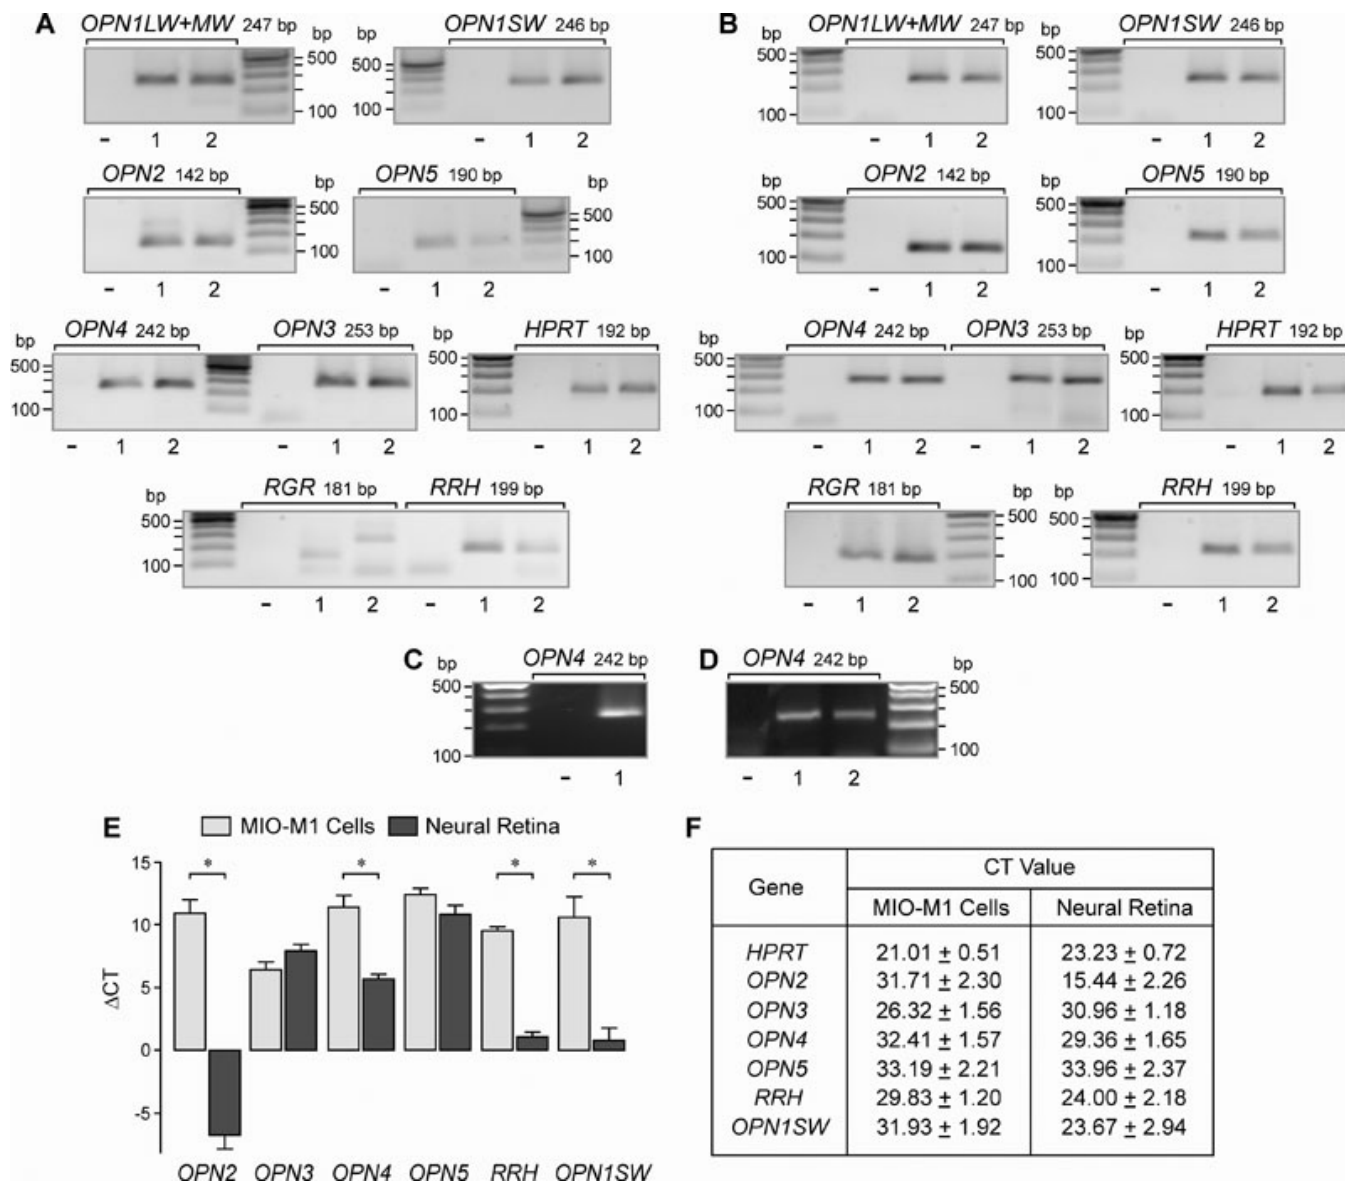 A OPN1LW+MW 247 bp bp OPN1SW 246 bp
bp
500
100
500
100
- 1 2 - 1 2
B OPN1LW+MW 247 bp OPN1SW 246 bp
bp bp
500
100
500
100
- 1 2 - 1 2
OPN2 142 bp bp OPN5 190 bp bp
500
100
500
100
- 1 2 - 1 2
bp OPN2 142 bp bp OPN5 190 bp
500
100
500
100
- 1 2 - 1 2
bp OPN4 242 bp OPN3 253 bp bp HPRT 192 bp
500
100
500
100
- 1 2 - 1 2 - 1 2
bp OPN4 242 bp OPN3 253 bp bp HPRT 192 bp
500
100
500
100
- 1 2 - 1 2 - 1 2
bp RGR 181 bp RRH 199 bp
500
100
- 1 2 - 1 2
RGR 181 bp bp bp RRH 199 bp
500
100
500
100
- 1 2 - 1 2
C bp OPN4 242 bp
500
100
- 1
D OPN4 242 bp bp
500
100
- 1 2
E MIO-M1 Cells Neural Retina
ΔCT
15
10
5
0
-5
* * * *
OPN2 OPN3 OPN4 OPN5 RRH OPN1SW
F
Gene CT Value
MIO-M1 Cells Neural Retina
HPRT 21.01 ± 0.51 23.23 ± 0.72
OPN2 31.71 ± 2.30 15.44 ± 2.26
OPN3 26.32 ± 1.56 30.96 ± 1.18
OPN4 32.41 ± 1.57 29.36 ± 1.65
OPN5 33.19 ± 2.21 33.96 ± 2.37
RRH 29.83 ± 1.20 24.00 ± 2.18
OPN1SW 31.93 ± 1.92 23.67 ± 2.94